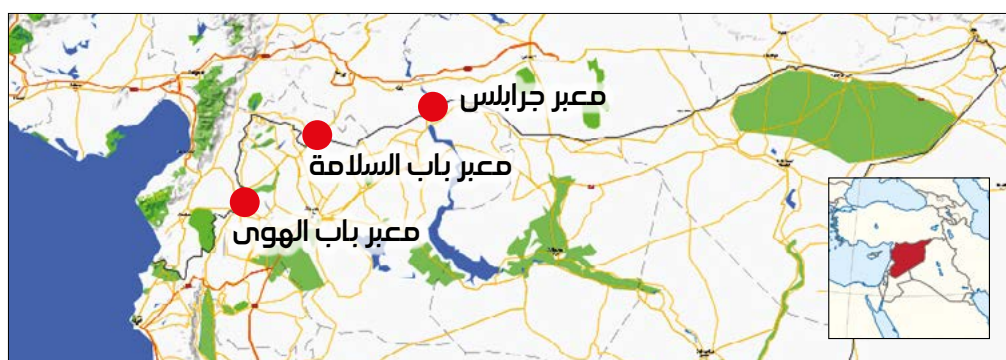 معبر جرابلس
معبر باب السلامة
معبر باب الهوى